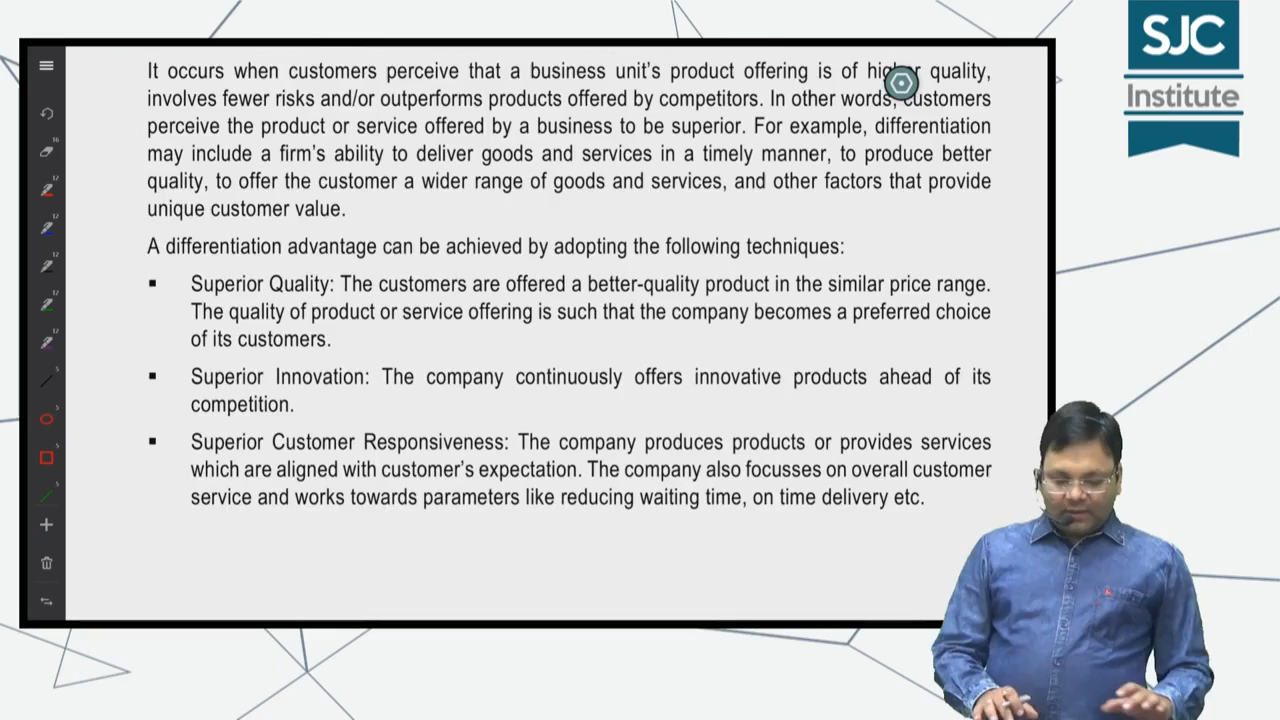 SJC
Institute
It occurs when customers perceive that a business unit's product offering is of higher quality,
involves fewer risks and/or outperforms products offered by competitors. In other words, customers
perceive the product or service offered by a business to be superior. For example, differentiation
may include a firm's ability to deliver goods and services in a timely manner, to produce better
quality, to offer the customer a wider range of goods and services, and other factors that provide
unique customer value.
A differentiation advantage can be achieved by adopting the following techniques:
▪ Superior Quality: The customers are offered a better-quality product in the similar price range.
The quality of product or service offering is such that the company becomes a preferred choice
of its customers.
▪ Superior Innovation: The company continuously offers innovative products ahead of its
competition.
▪ Superior Customer Responsiveness: The company produces products or provides services
which are aligned with customer's expectation. The company also focusses on overall customer
service and works towards parameters like reducing waiting time, on time delivery etc.